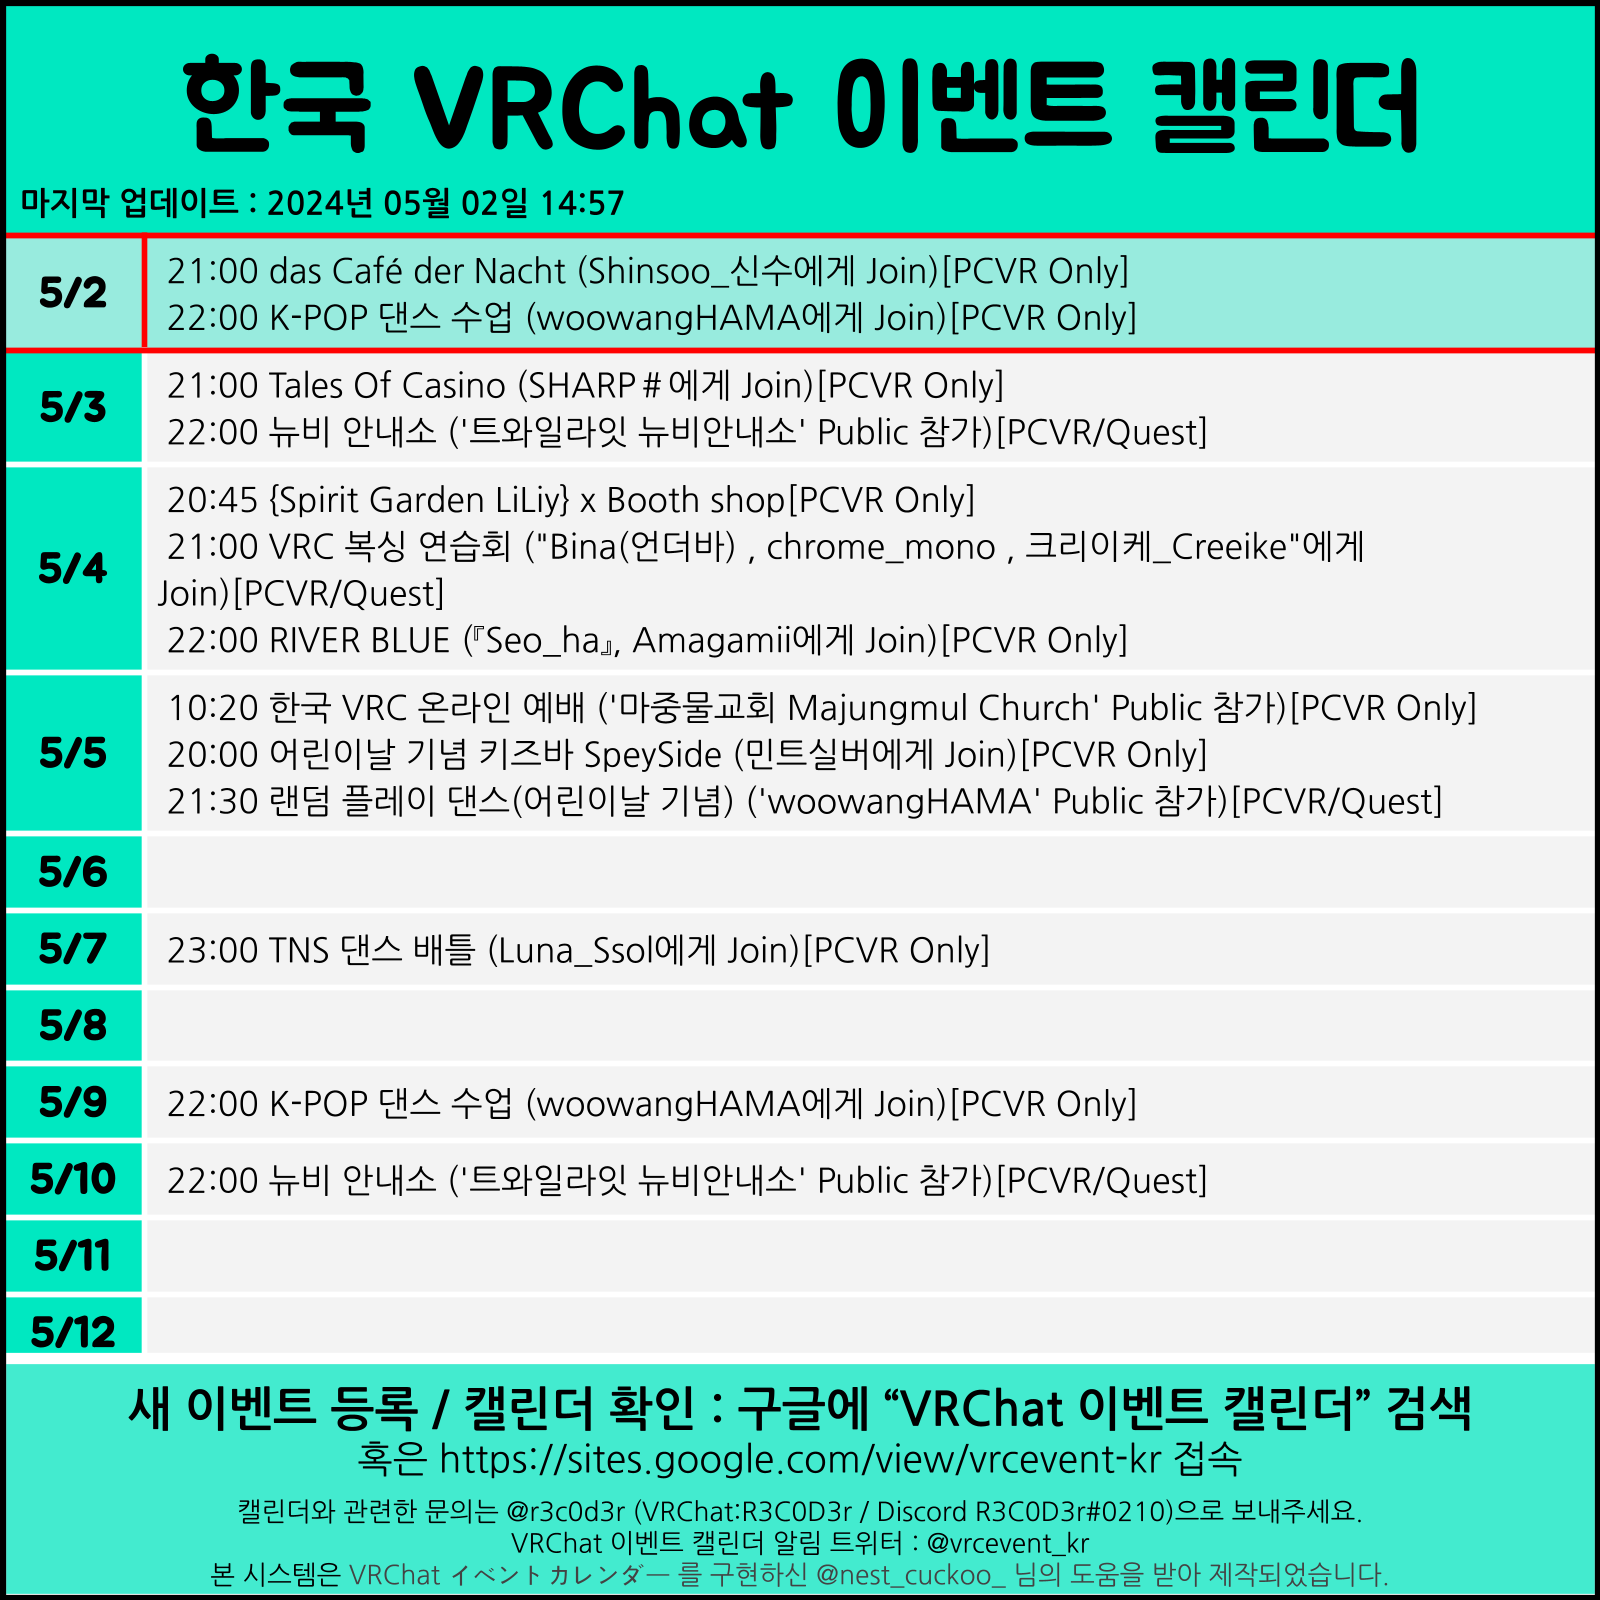 한국 VRChat 이벤트 캘린더
마지막 업데이트 : 2024년 05월 02일 14:57
5/2
21:00 das Café der Nacht (Shinsoo_신수에게 Join)[PCVR Only]
22:00 K-POP 댄스 수업 (woowangHAMA에게 Join)[PCVR Only]
5/3
21:00 Tales Of Casino (SHARP＃에게 Join)[PCVR Only]
22:00 뉴비 안내소 ('트와일라잇 뉴비안내소' Public 참가)[PCVR/Quest]
5/4
20:45 {Spirit Garden LiLiy} x Booth shop[PCVR Only]
21:00 VRC 복싱 연습회 ("Bina(언더바) , chrome_mono , 크리이케_Creeike"에게
Join)[PCVR/Quest]
22:00 RIVER BLUE (『Seo_ha』, Amagamii에게 Join)[PCVR Only]
5/5
10:20 한국 VRC 온라인 예배 ('마중물교회 Majungmul Church' Public 참가)[PCVR Only]
20:00 어린이날 기념 키즈바 SpeySide (민트실버에게 Join)[PCVR Only]
21:30 랜덤 플레이 댄스(어린이날 기념) ('woowangHAMA' Public 참가)[PCVR/Quest]
5/6
5/7
23:00 TNS 댄스 배틀 (Luna_Ssol에게 Join)[PCVR Only]
5/8
5/9
22:00 K-POP 댄스 수업 (woowangHAMA에게 Join)[PCVR Only]
5/10
22:00 뉴비 안내소 ('트와일라잇 뉴비안내소' Public 참가)[PCVR/Quest]
5/11
5/12
새 이벤트 등록 / 캘린더 확인 : 구글에 “VRChat 이벤트 캘린더” 검색
혹은 https://sites.google.com/view/vrcevent-kr 접속
캘린더와 관련한 문의는 @r3c0d3r (VRChat:R3C0D3r / Discord R3C0D3r#0210)으로 보내주세요.
VRChat 이벤트 캘린더 알림 트위터 : @vrcevent_kr
본 시스템은 VRChat イベントカレンダー 를 구현하신 @nest_cuckoo_ 님의 도움을 받아 제작되었습니다.